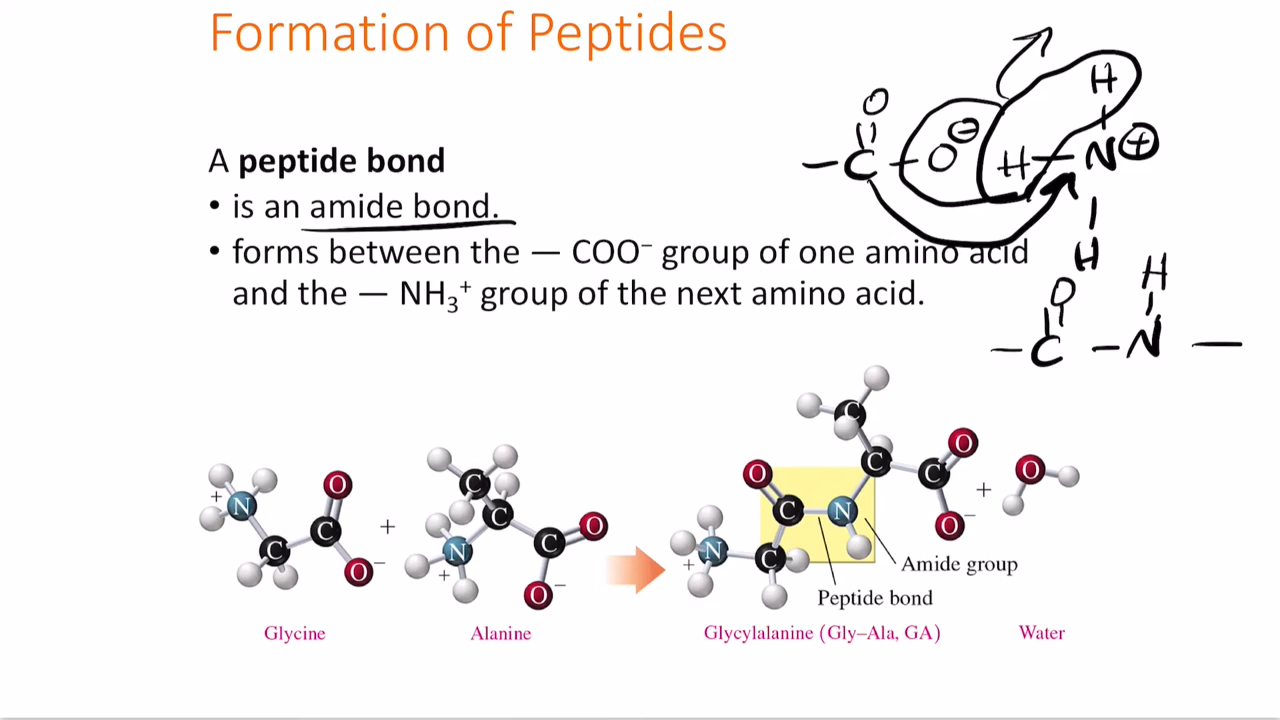 Formation of Peptides
A peptide bond
• is an amide bond.
• forms between the — COO⁻ group of one amino acid
and the — NH₃⁺ group of the next amino acid.
O
H
–C–O⊖ H–N⊕
H
O H
–C–N–
N C C O O + N C C C O O
O C N C C C O O + O H
N C
+ − + −
+ −
Amide group
Peptide bond
Glycine Alanine Glycylalanine (Gly–Ala, GA) Water